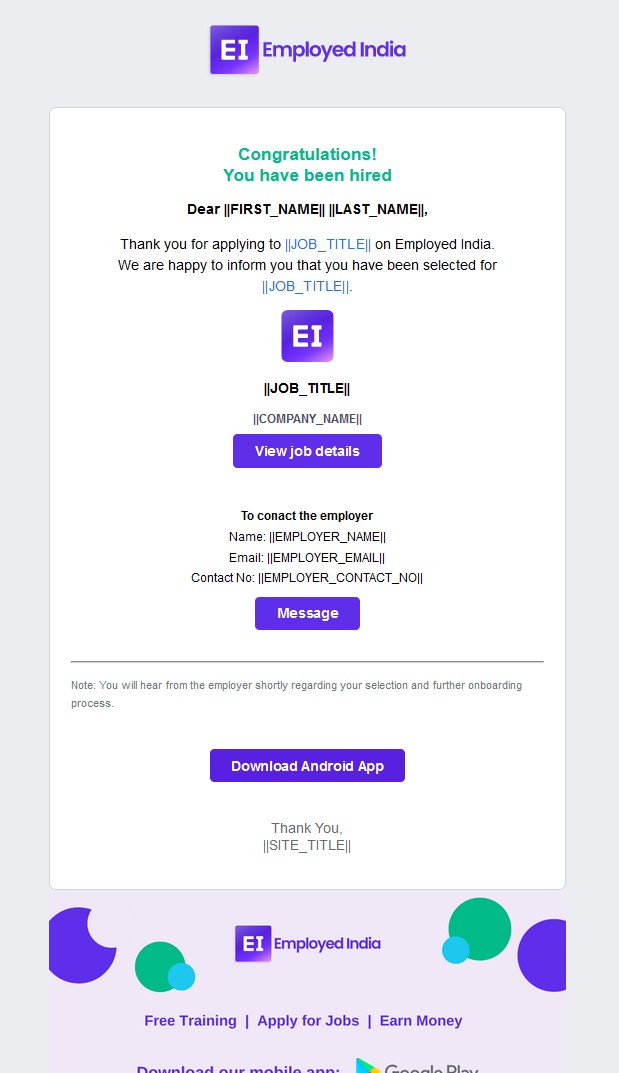 EI Employed India
Congratulations!
You have been hired
Dear ||FIRST_NAME|| ||LAST_NAME||,
Thank you for applying to ||JOB_TITLE|| on Employed India.
We are happy to inform you that you have been selected for
||JOB_TITLE||.
EI
||JOB_TITLE||
||COMPANY_NAME||
View job details
To conact the employer
Name: ||EMPLOYER_NAME||
Email: ||EMPLOYER_EMAIL||
Contact No: ||EMPLOYER_CONTACT_NO||
Message
Note: You will hear from the employer shortly regarding your selection and further onboarding
process.
Download Android App
Thank You,
||SITE_TITLE||
EI Employed India
Free Training | Apply for Jobs | Earn Money
Download our mobile app: Google Play